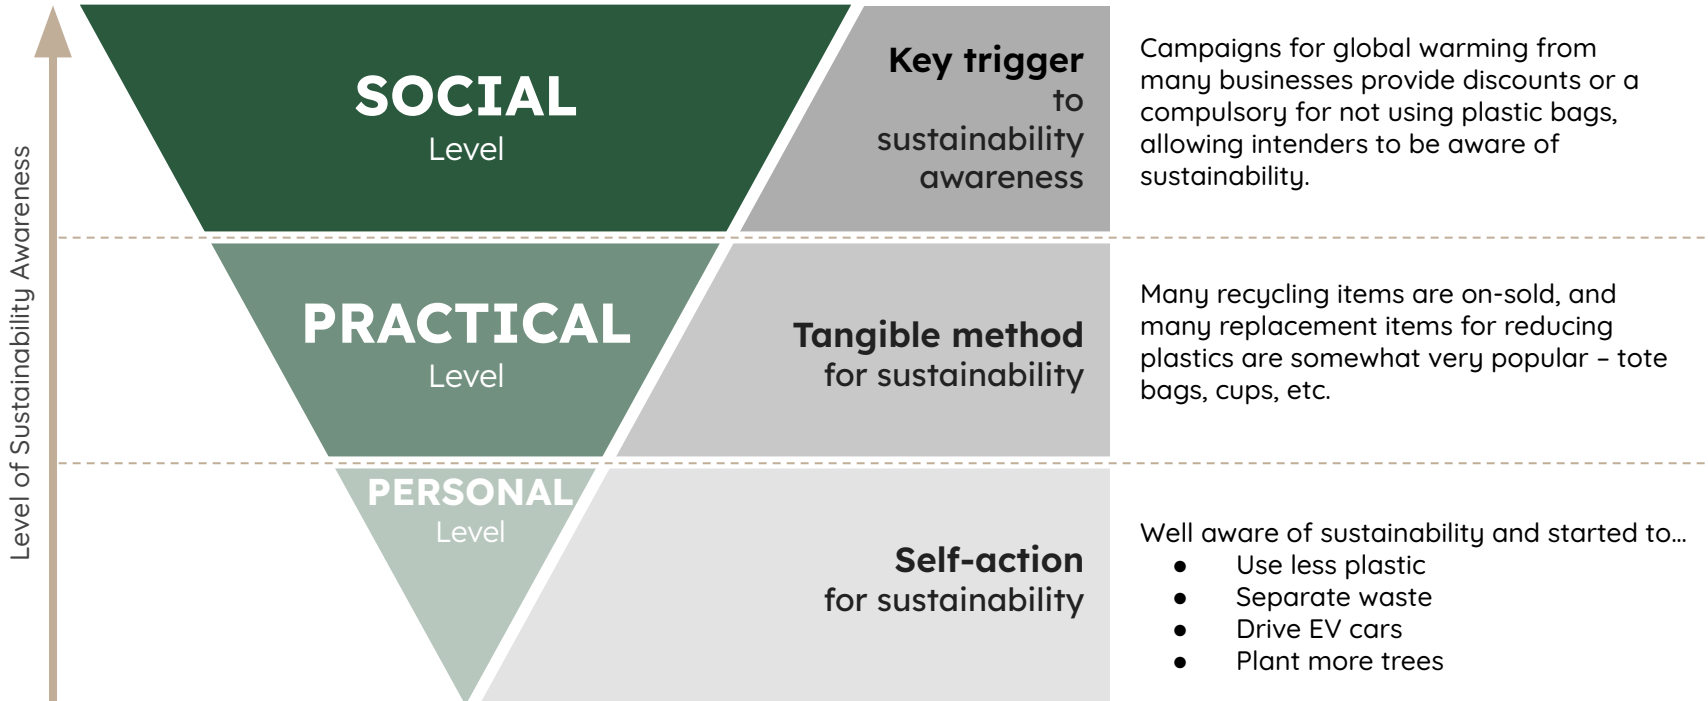 Level of Sustainability Awareness
SOCIAL
Level
Key trigger
to
sustainability
awareness
Campaigns for global warming from
many businesses provide discounts or a
compulsory for not using plastic bags,
allowing intenders to be aware of
sustainability.
PRACTICAL
Level
Tangible method
for sustainability
Many recycling items are on-sold, and
many replacement items for reducing
plastics are somewhat very popular – tote
bags, cups, etc.
PERSONAL
Level
Self-action
for sustainability
Well aware of sustainability and started to...
● Use less plastic
● Separate waste
● Drive EV cars
● Plant more trees